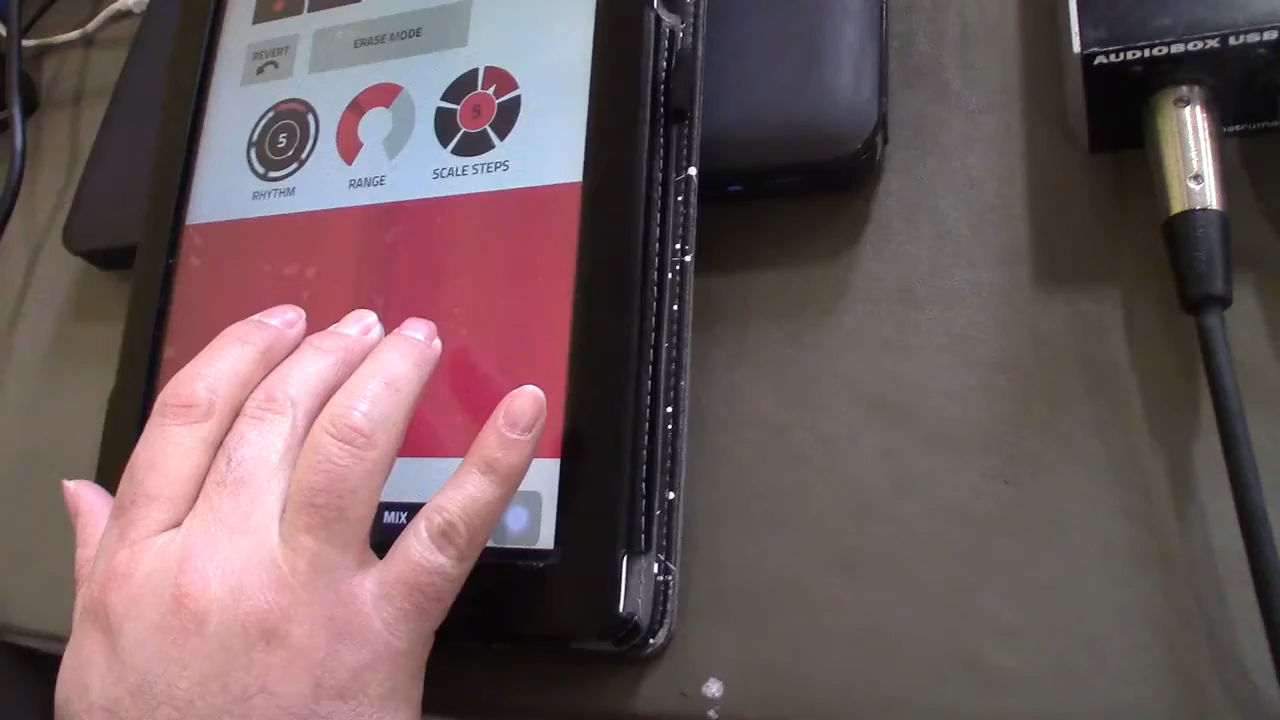 REVERT
ERASE MODE
AUDIOBOX USB
5
5
RHYTHM
RANGE
SCALE STEPS
MIX